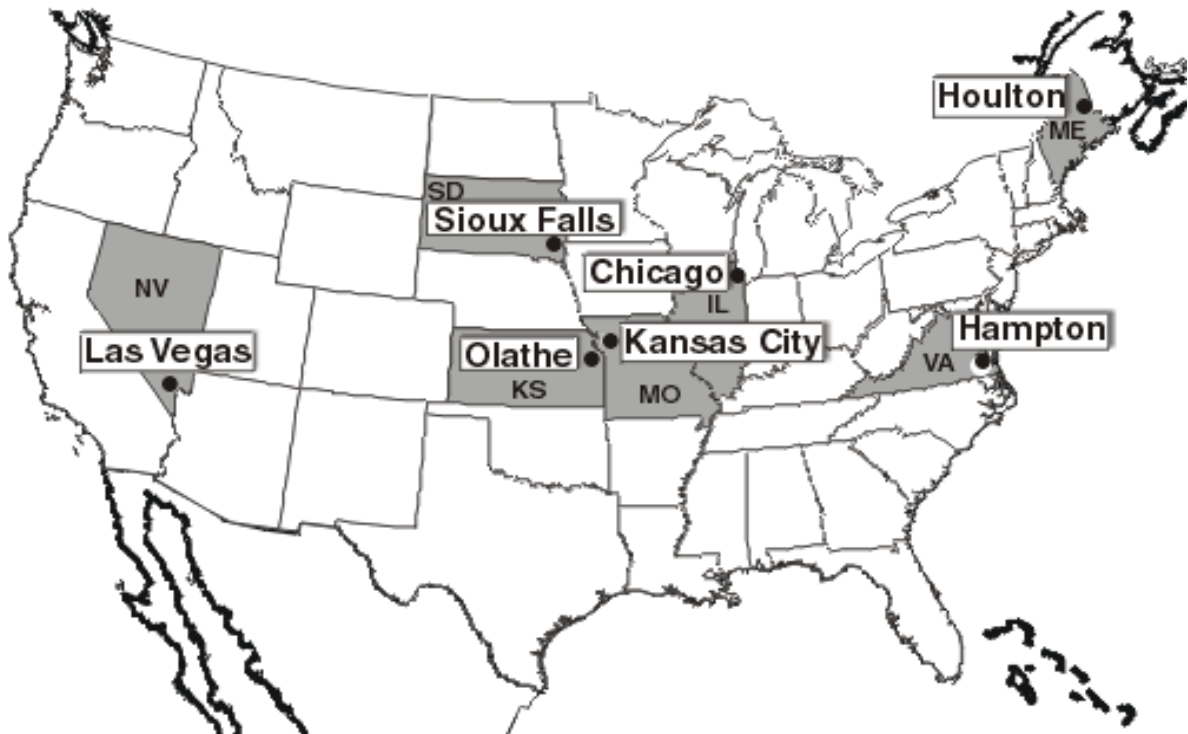 Houlton
ME
SD
Sioux Falls
Chicago
NV
IL
Hampton
Las Vegas
Olathe
Kansas City
VA
KS
MO